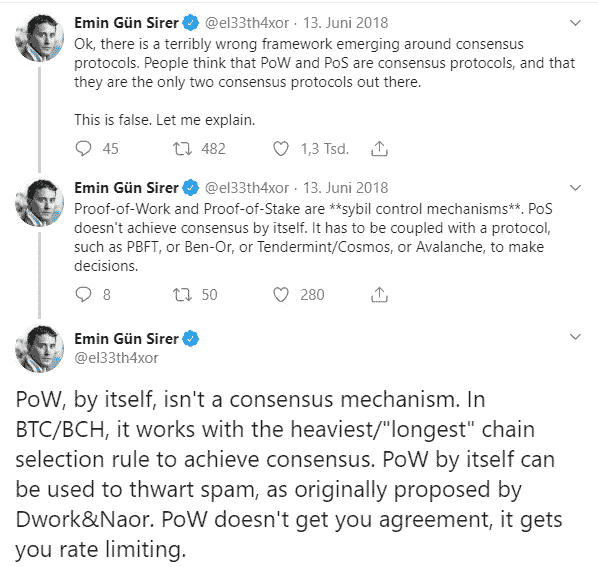 Emin Gün Sirer @el33th4xor · 13. Juni 2018
Ok, there is a terribly wrong framework emerging around consensus
protocols. People think that PoW and PoS are consensus protocols, and that
they are the only two consensus protocols out there.
This is false. Let me explain.
45 482 1,3 Tsd.
Emin Gün Sirer @el33th4xor · 13. Juni 2018
Proof-of-Work and Proof-of-Stake are **sybil control mechanisms**. PoS
doesn't achieve consensus by itself. It has to be coupled with a protocol,
such as PBFT, or Ben-Or, or Tendermint/Cosmos, or Avalanche, to make
decisions.
8 50 280
Emin Gün Sirer
@el33th4xor
PoW, by itself, isn't a consensus mechanism. In
BTC/BCH, it works with the heaviest/"longest" chain
selection rule to achieve consensus. PoW by itself can
be used to thwart spam, as originally proposed by
Dwork&Naor. PoW doesn't get you agreement, it gets
you rate limiting.